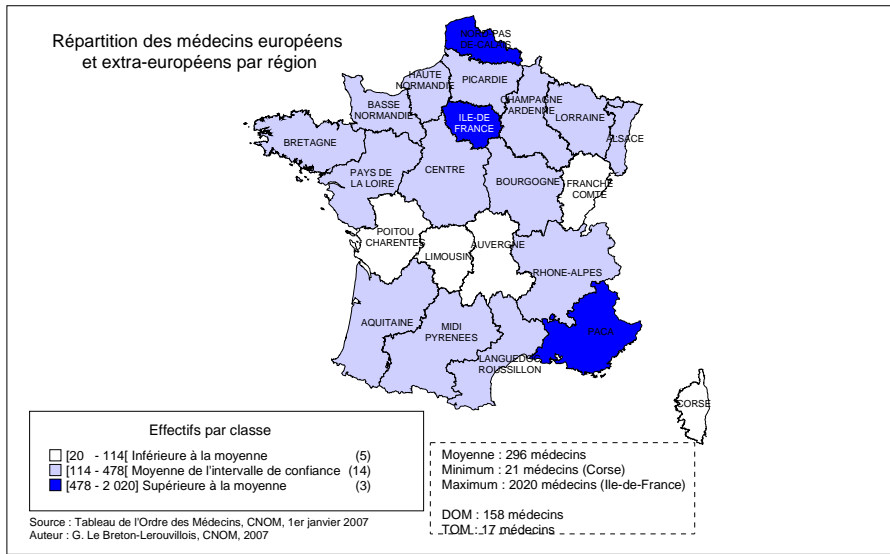 Répartition des médecins européens
et extra-européens par région
NORD-PAS
DE-CALAIS
HAUTE
NORMANDIE
PICARDIE
BASSE
NORMANDIE
CHAMPAGNE
ARDENNE
LORRAINE
ALSACE
ILE-DE
FRANCE
BRETAGNE
PAYS DE
LA LOIRE
CENTRE
BOURGOGNE
FRANCHE
COMTE
POITOU
CHARENTES
LIMOUSIN
AUVERGNE
RHONE-ALPES
AQUITAINE
MIDI
PYRENEES
LANGUEDOC
ROUSSILLON
PACA
CORSE
Effectifs par classe
[20 - 114[ Inférieure à la moyenne (5)
[114 - 478[ Moyenne de l'intervalle de confiance (14)
[478 - 2 020] Supérieure à la moyenne (3)
Moyenne : 296 médecins
Minimum : 21 médecins (Corse)
Maximum : 2020 médecins (Ile-de-France)
DOM : 158 médecins
TOM : 17 médecins
Source : Tableau de l'Ordre des Médecins, CNOM, 1er janvier 2007
Auteur : G. Le Breton-Lerouvillois, CNOM, 2007